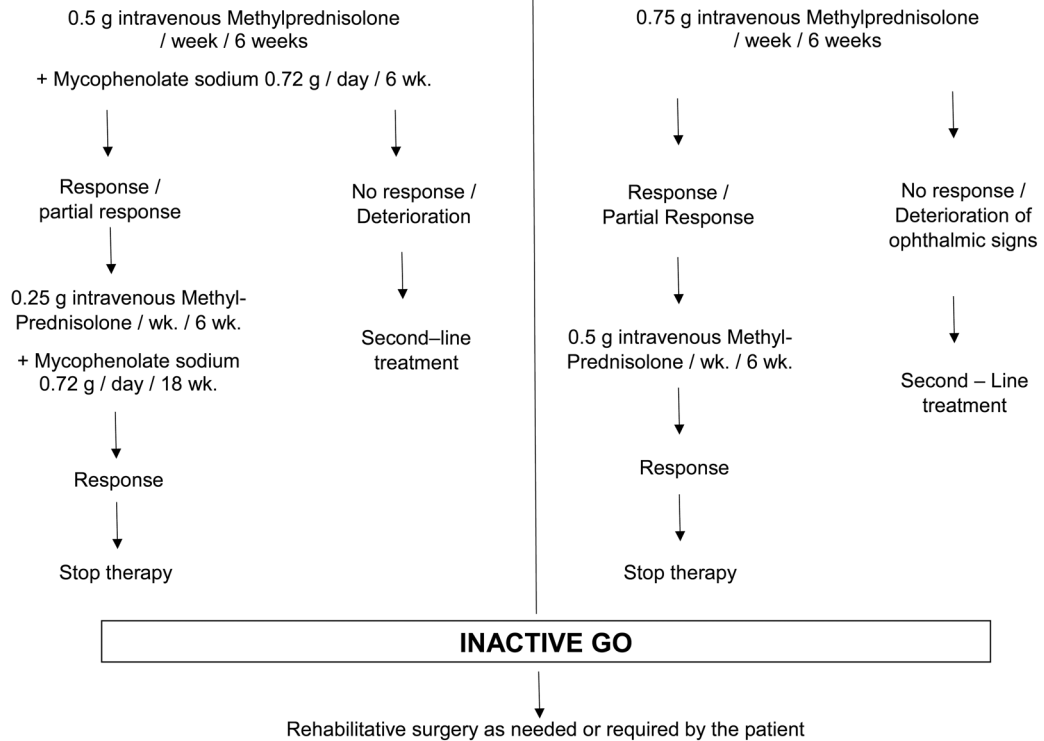 0.5 g intravenous Methylprednisolone
/ week / 6 weeks
+ Mycophenolate sodium 0.72 g / day / 6 wk.
Response /
partial response
No response /
Deterioration
0.25 g intravenous Methyl-
Prednisolone / wk. / 6 wk.
+ Mycophenolate sodium
0.72 g / day / 18 wk.
Second–line
treatment
Response
Stop therapy
0.75 g intravenous Methylprednisolone
/ week / 6 weeks
Response /
Partial Response
No response /
Deterioration of
ophthalmic signs
0.5 g intravenous Methyl-
Prednisolone / wk. / 6 wk.
Second – Line
treatment
Response
Stop therapy
INACTIVE GO
Rehabilitative surgery as needed or required by the patient